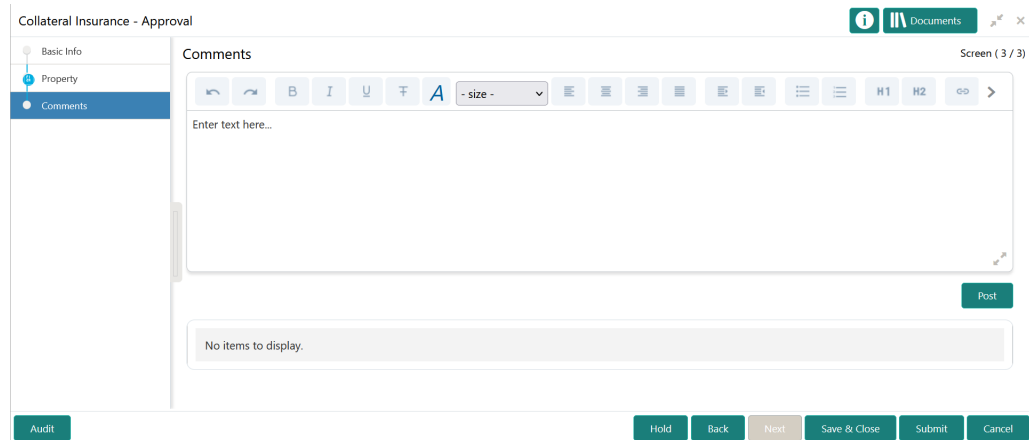 Collateral Insurance - Approval
Documents
Basic Info
Property
Comments
Comments
Screen ( 3 / 3)
B I U T A - size - H1 H2
Enter text here...
Post
No items to display.
Audit
Hold Back Next Save & Close Submit Cancel